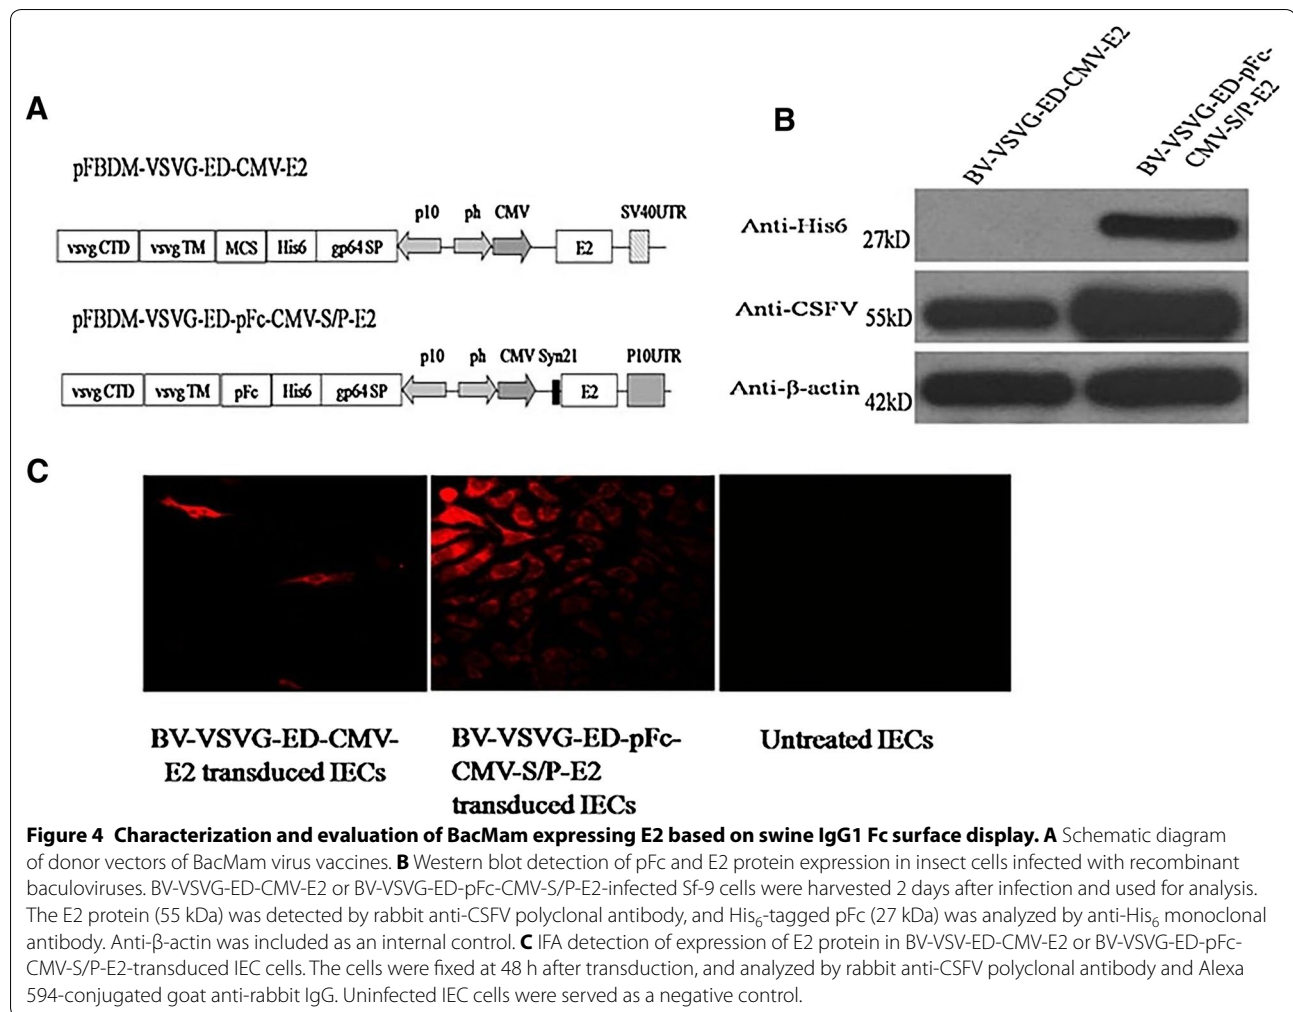 A
pFBDM-VSVG-ED-CMV-E2
p10 ph CMV SV40UTR
vsvg CTD vsvg TM MCS His6 gp64 SP E2
pFBDM-VSVG-ED-pFc-CMV-S/P-E2
p10 ph CMV Syn21 P10UTR
vsvg CTD vsvg TM pFc His6 gp64 SP E2
B
BV-VSVG-ED-CMV-E2
BV-VSVG-ED-pFc-
CMV-S/P-E2
Anti-His6 27kD
Anti-CSFV 55kD
Anti-β-actin 42kD
C
BV-VSVG-ED-CMV-
E2 transduced IECs
BV-VSVG-ED-pFc-
CMV-S/P-E2
transduced IECs
Untreated IECs
Figure 4 Characterization and evaluation of BacMam expressing E2 based on swine IgG1 Fc surface display. A Schematic diagram
of donor vectors of BacMam virus vaccines. B Western blot detection of pFc and E2 protein expression in insect cells infected with recombinant
baculoviruses. BV-VSVG-ED-CMV-E2 or BV-VSVG-ED-pFc-CMV-S/P-E2-infected Sf-9 cells were harvested 2 days after infection and used for analysis.
The E2 protein (55 kDa) was detected by rabbit anti-CSFV polyclonal antibody, and His6-tagged pFc (27 kDa) was analyzed by anti-His6 monoclonal
antibody. Anti-β-actin was included as an internal control. C IFA detection of expression of E2 protein in BV-VSV-ED-CMV-E2 or BV-VSVG-ED-pFc-
CMV-S/P-E2-transduced IEC cells. The cells were fixed at 48 h after transduction, and analyzed by rabbit anti-CSFV polyclonal antibody and Alexa
594-conjugated goat anti-rabbit IgG. Uninfected IEC cells were served as a negative control.